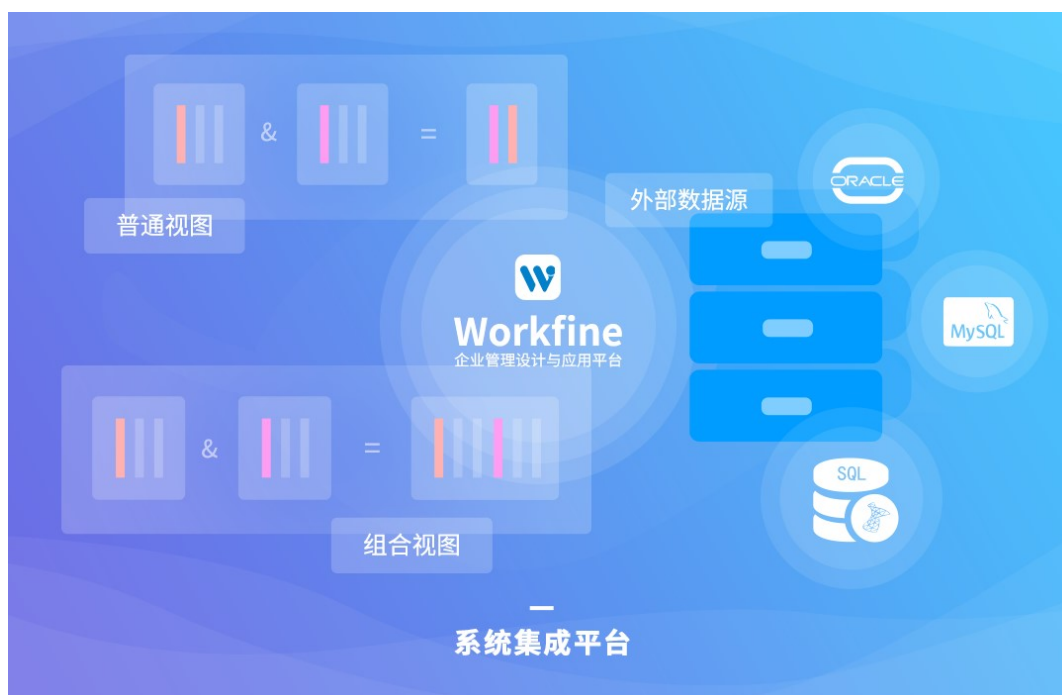 &
=
普通视图
外部数据源
ORACLE
W
Workfine
企业管理设计与应用平台
MySQL
&
=
SQL
组合视图
系统集成平台